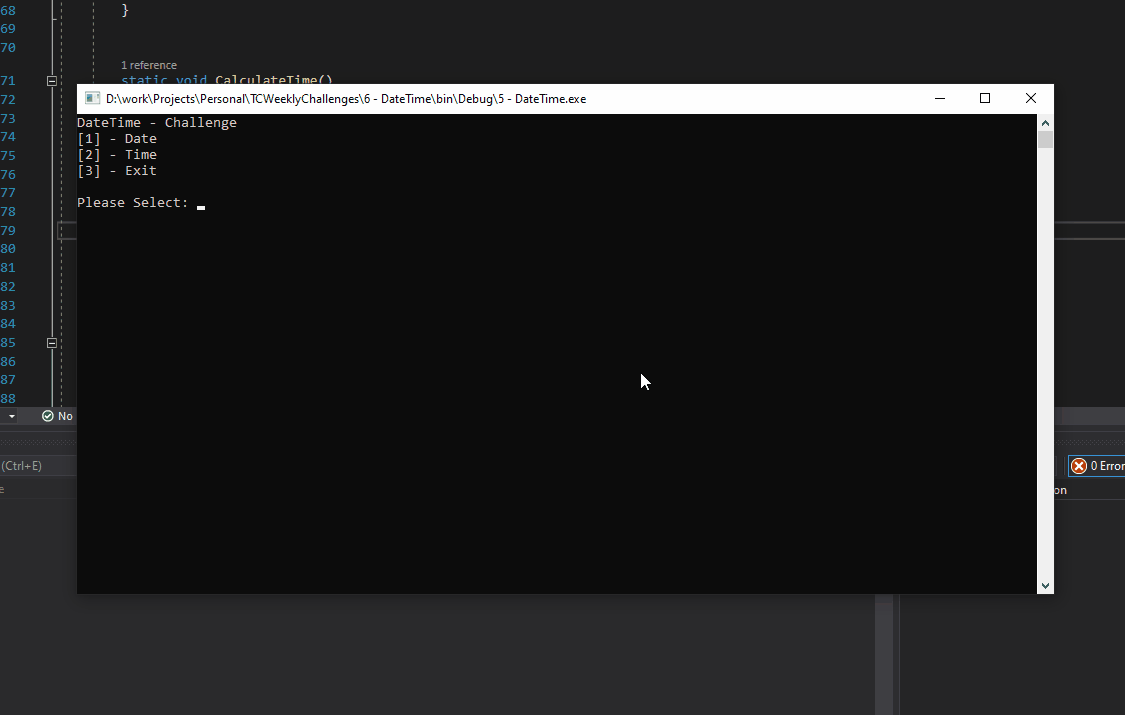 68
}
69
70
1 reference
71
static void CalculateTime()
72
D:\work\Projects\Personal\TCWeeklyChallenges\6 - DateTime\bin\Debug\5 - DateTime.exe
73
DateTime - Challenge
74
[1] - Date
75
[2] - Time
76
[3] - Exit
77
78
Please Select:
79
80
81
82
83
84
85
86
87
88
No
(Ctrl+E)
0 Error
e
on